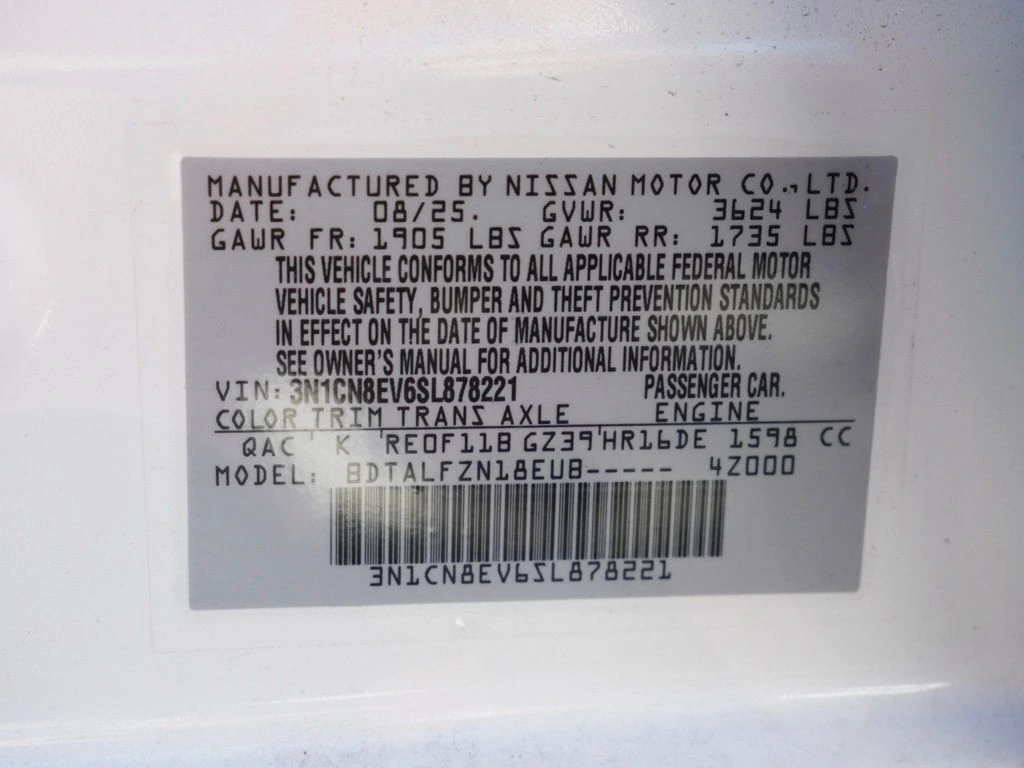 MANUFACTURED BY NISSAN MOTOR CO., LTD.
DATE: 08/25. GVWR: 3624 LBS
GAWR FR: 1905 LBS GAWR RR: 1735 LBS
THIS VEHICLE CONFORMS TO ALL APPLICABLE FEDERAL MOTOR
VEHICLE SAFETY, BUMPER AND THEFT PREVENTION STANDARDS
IN EFFECT ON THE DATE OF MANUFACTURE SHOWN ABOVE.
SEE OWNER'S MANUAL FOR ADDITIONAL INFORMATION.
VIN: 3N1CN8EV6SL878221 PASSENGER CAR.
COLOR TRIM TRANS AXLE ENGINE
QAC K RE0F11B GZ39 HR16DE 1598 CC
MODEL: BDTALFZN18EUB----- 4Z000
3N1CN8EV6SL878221